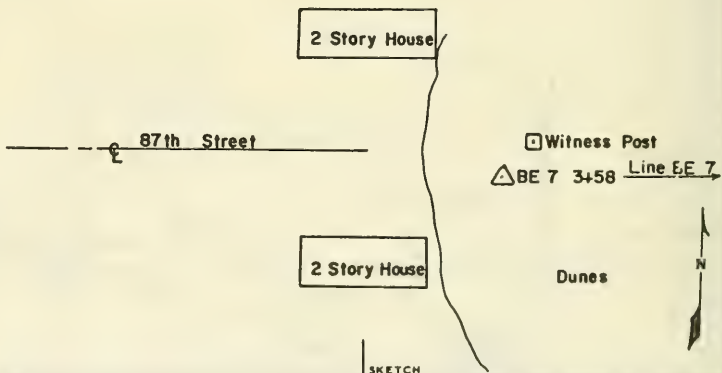 2 Story House
87th Street
℄
Witness Post
BE 7 3+58 Line BE 7
2 Story House
Dunes
N
SKETCH